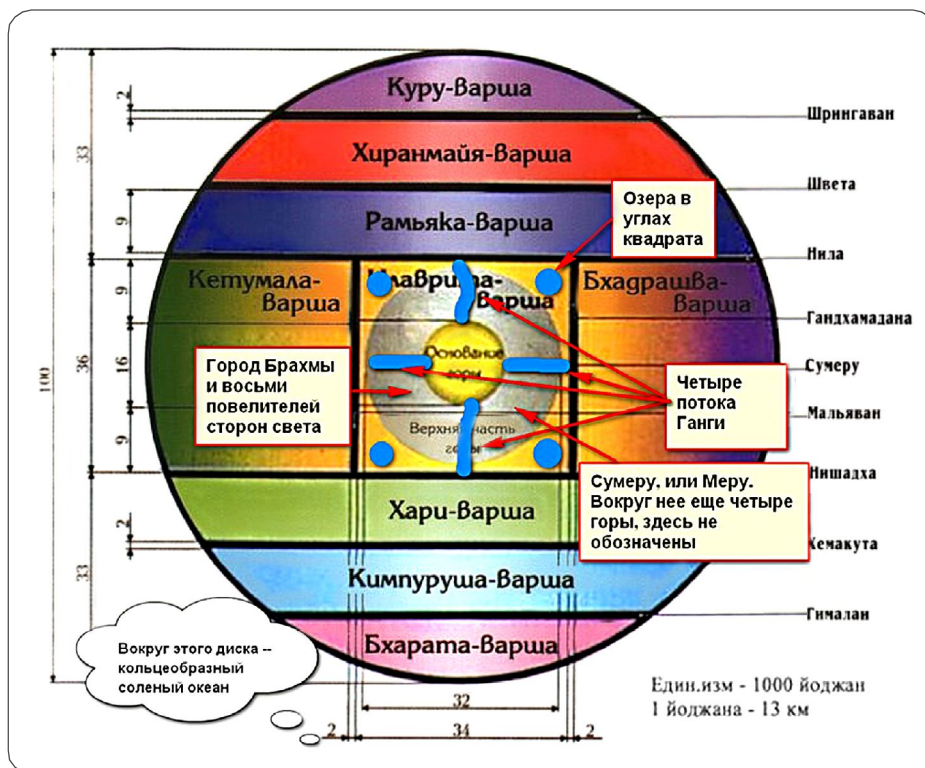 Куру-варша
2
Шрингаван
Хиранмайя-варша
33
Швета
Озера в
углах
квадрата
9
Рамьяка-варша
Нила
Кетумала-
варша
Илаврита-
варша
Бхадрашва-
варша
9
Гандхамадана
100
36
16
Основание
горы
Сумеру
Город Брахмы
и восьми
повелителей
сторон света
Четыре
потока
Ганги
Мальяван
9
Верхняя часть
горы
Нишадха
Сумеру, или Меру.
Вокруг нее еще четыре
горы, здесь не
обозначены
Хари-варша
2
Хемакута
33
Кимпуруша-варша
Гималаи
Бхарата-варша
Вокруг этого диска --
кольцеобразный
соленый океан
Един.изм - 1000 йоджан
1 йоджана - 13 км
32
2
34
2